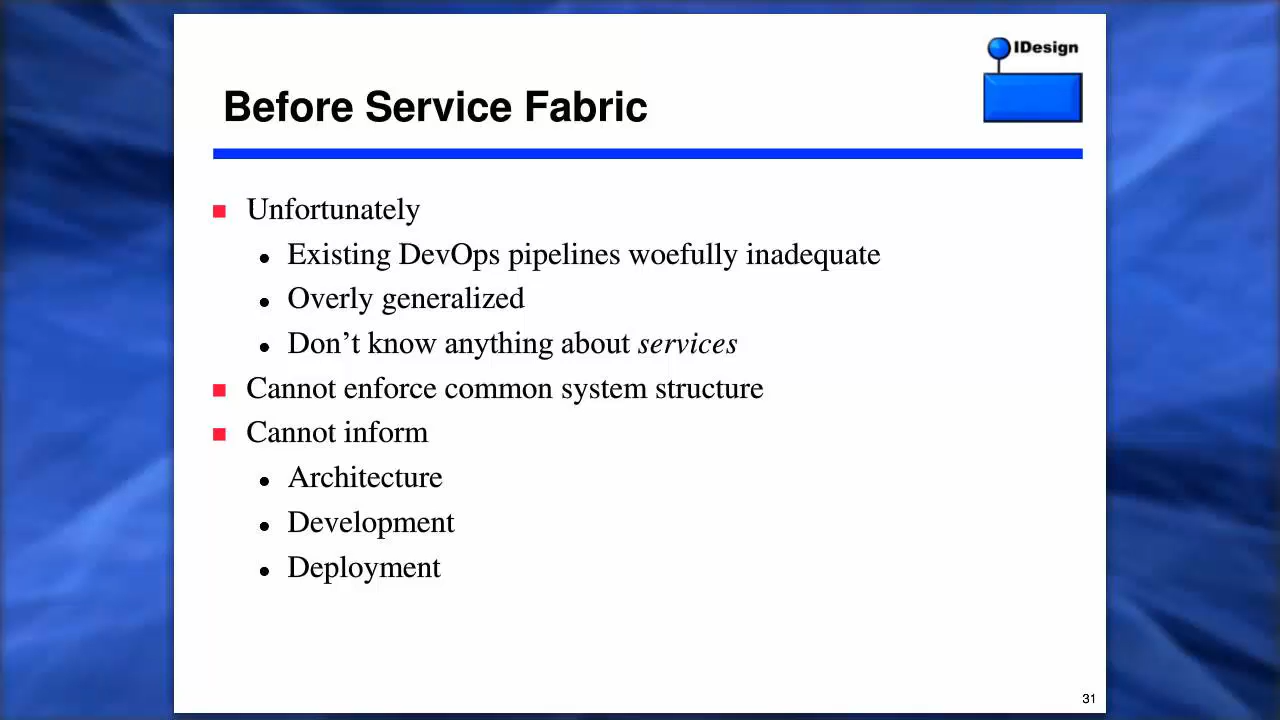 IDesign
Before Service Fabric
Unfortunately
Existing DevOps pipelines woefully inadequate
Overly generalized
Don’t know anything about services
Cannot enforce common system structure
Cannot inform
Architecture
Development
Deployment
31